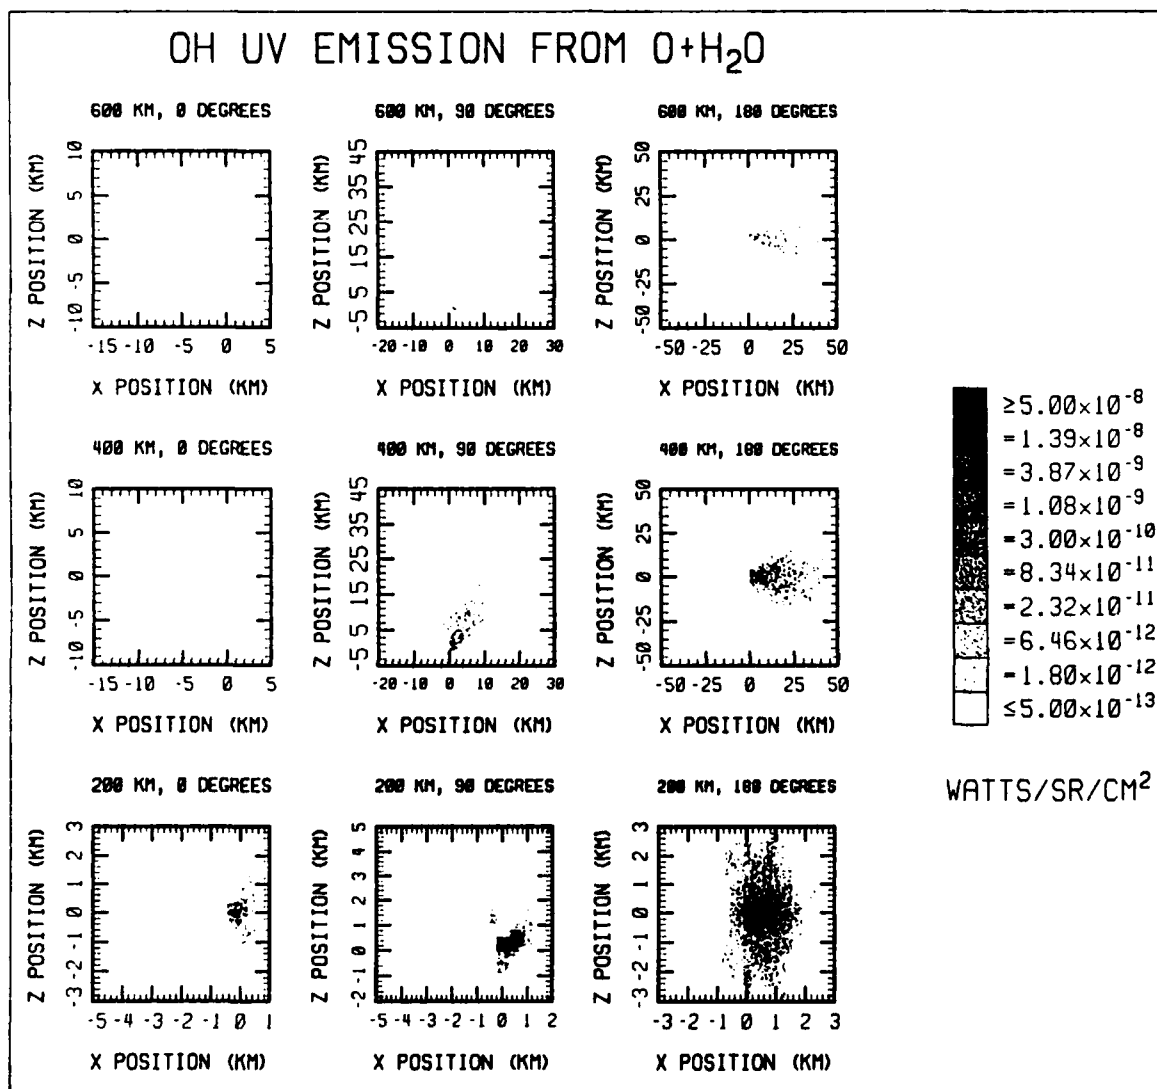 OH UV EMISSION FROM O+H₂O
600 KM, 0 DEGREES
Z POSITION (KM)
10
5
0
-5
-10
-15 -10 -5 0 5
X POSITION (KM)
600 KM, 90 DEGREES
Z POSITION (KM)
45
35
25
15
5
-5
-20 -10 0 10 20 30
X POSITION (KM)
600 KM, 180 DEGREES
Z POSITION (KM)
50
25
0
-25
-50
-50 -25 0 25 50
X POSITION (KM)
400 KM, 0 DEGREES
Z POSITION (KM)
10
5
0
-5
-10
-15 -10 -5 0 5
X POSITION (KM)
400 KM, 90 DEGREES
Z POSITION (KM)
45
35
25
15
5
-5
-20 -10 0 10 20 30
X POSITION (KM)
400 KM, 180 DEGREES
Z POSITION (KM)
50
25
0
-25
-50
-50 -25 0 25 50
X POSITION (KM)
200 KM, 0 DEGREES
Z POSITION (KM)
3
2
1
0
-1
-2
-3
-5 -4 -3 -2 -1 0 1
X POSITION (KM)
200 KM, 90 DEGREES
Z POSITION (KM)
5
4
3
2
1
0
-1
-2
-5 -4 -3 -2 -1 0 1 2
X POSITION (KM)
200 KM, 180 DEGREES
Z POSITION (KM)
3
2
1
0
-1
-2
-3
-3 -2 -1 0 1 2 3
X POSITION (KM)
≥5.00×10⁻⁸
=1.39×10⁻⁸
=3.87×10⁻⁹
=1.08×10⁻⁹
=3.00×10⁻¹⁰
=8.34×10⁻¹¹
=2.32×10⁻¹¹
=6.46×10⁻¹²
=1.80×10⁻¹²
≤5.00×10⁻¹³
WATTS/SR/CM²